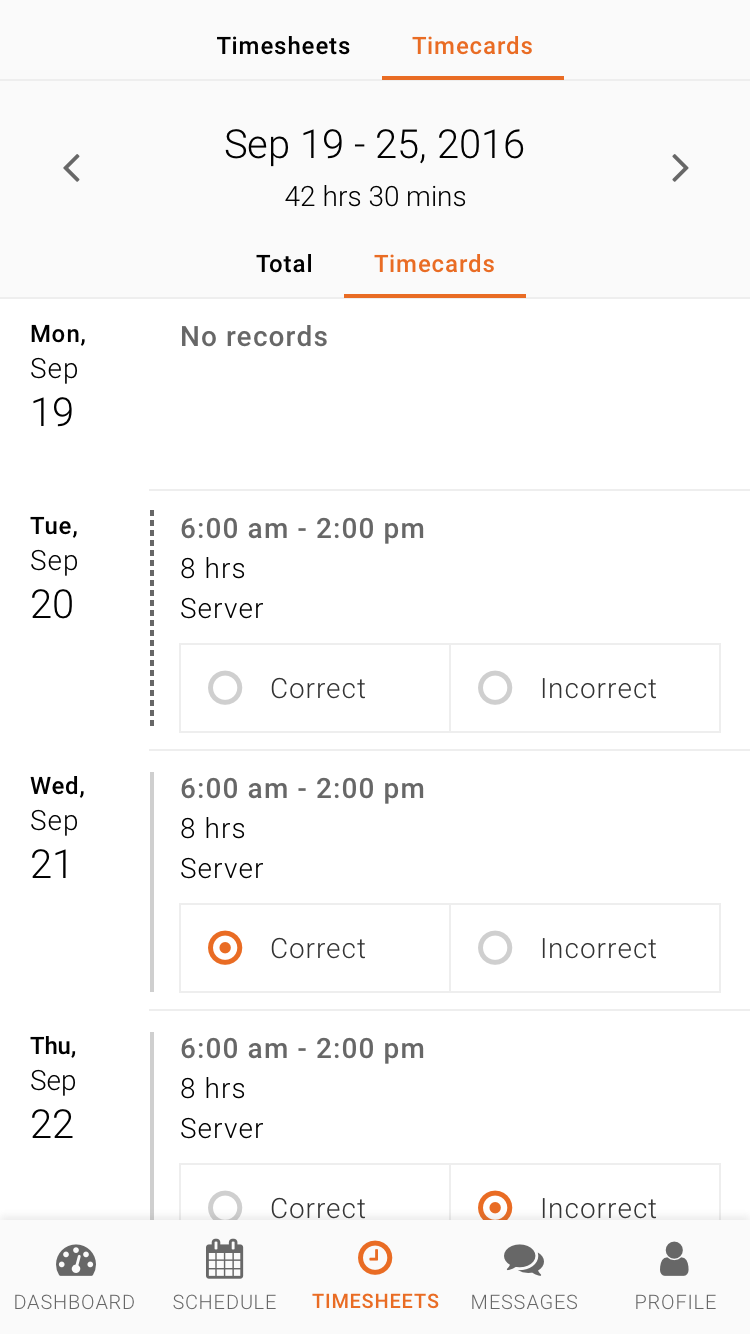 Timesheets Timecards
Sep 19 - 25, 2016
42 hrs 30 mins
Total Timecards
Mon,
Sep
19
No records
Tue,
Sep
20
6:00 am - 2:00 pm
8 hrs
Server
Correct Incorrect
Wed,
Sep
21
6:00 am - 2:00 pm
8 hrs
Server
Correct Incorrect
Thu,
Sep
22
6:00 am - 2:00 pm
8 hrs
Server
Correct Incorrect
DASHBOARD SCHEDULE TIMESHEETS MESSAGES PROFILE